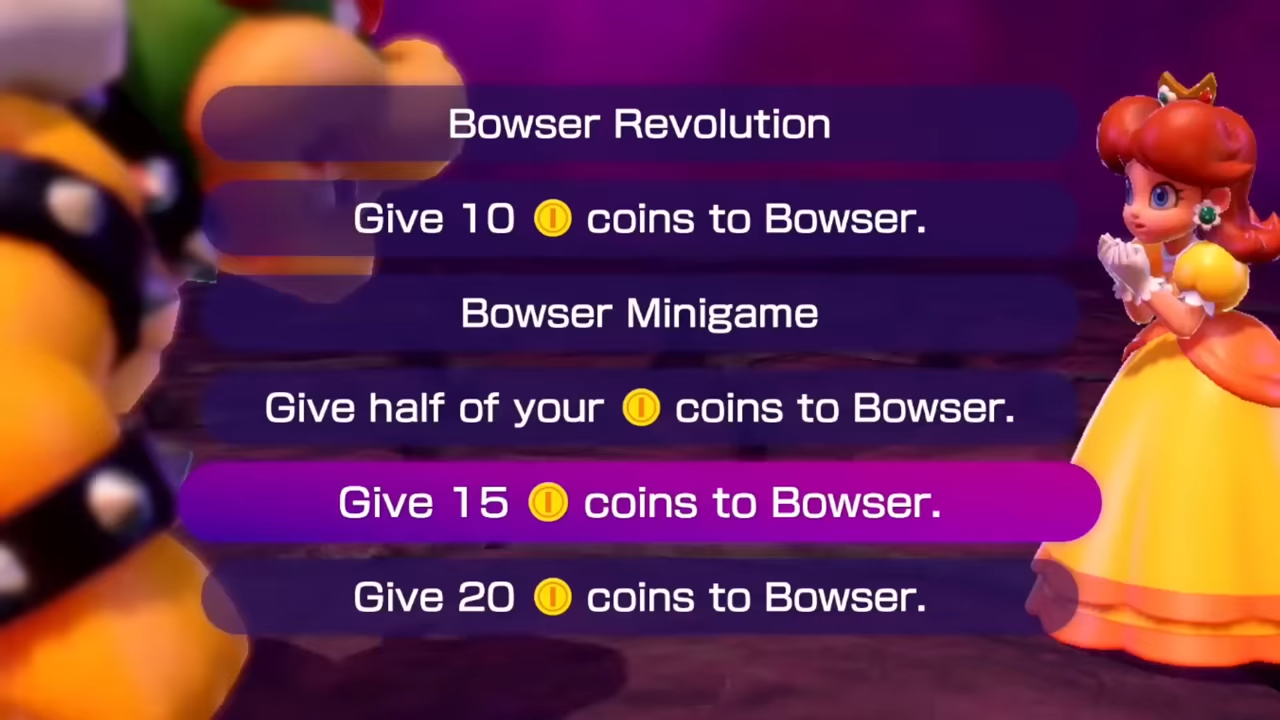 Bowser Revolution
Give 10 coins to Bowser.
Bowser Minigame
Give half of your coins to Bowser.
Give 15 coins to Bowser.
Give 20 coins to Bowser.